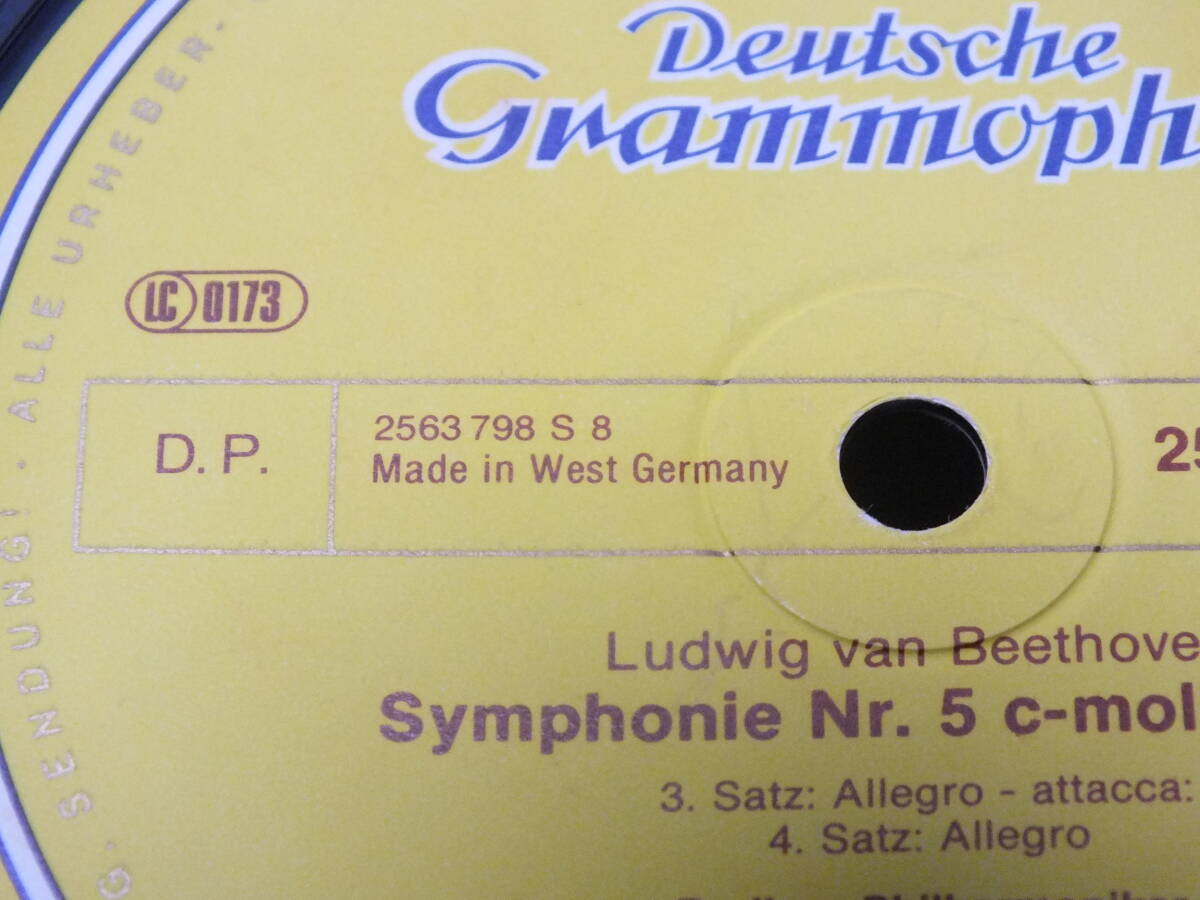 Deutsche
Grammoph
G. SENDUNG! · ALLE URHEBER.
LC 0173
D. P.
2563 798 S 8
Made in West Germany
25
Ludwig van Beethove
Symphonie Nr. 5 c-mol
3. Satz: Allegro - attacca:
4. Satz: Allegro